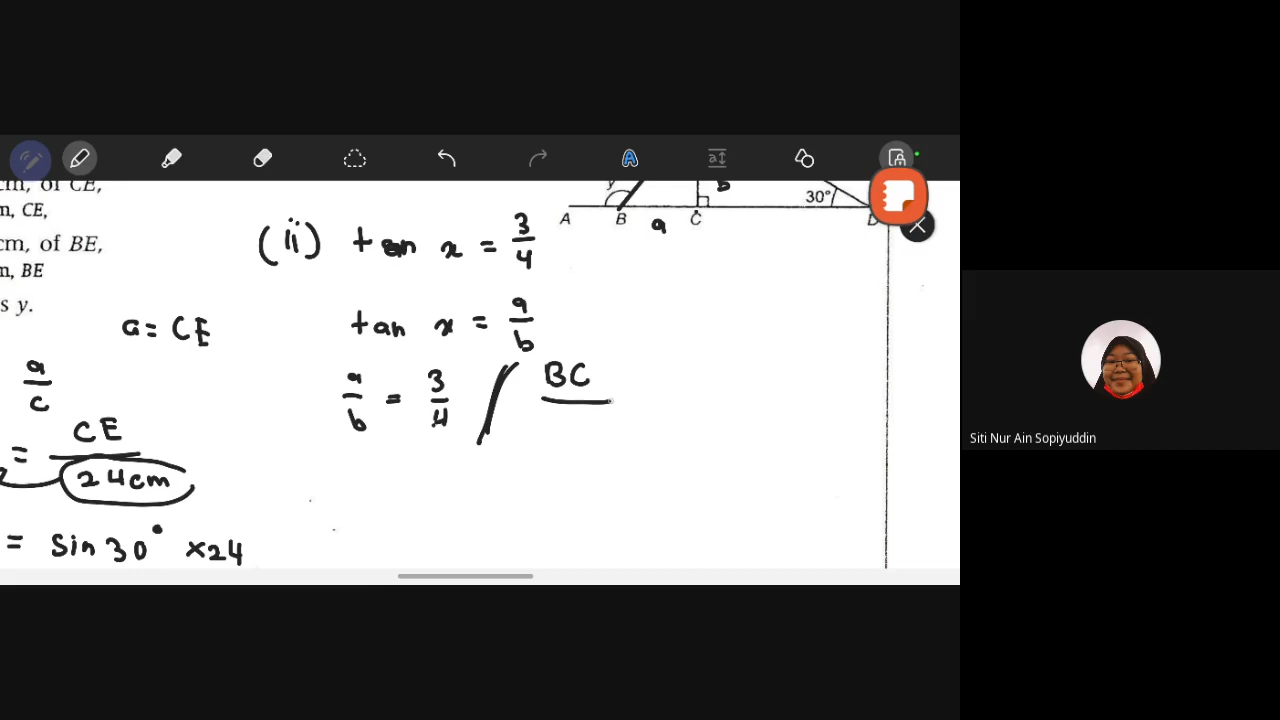 cm, of CE,
n, CE,
cm, of BE,
n, BE
s y.
a = CE
a
c
= CE
24cm
= sin 30° ×24
(ii) tan x = 3/4
tan x = a/b
a/b = 3/4 / BC
y
b
30°
A B a C D
Siti Nur Ain Sopiyuddin